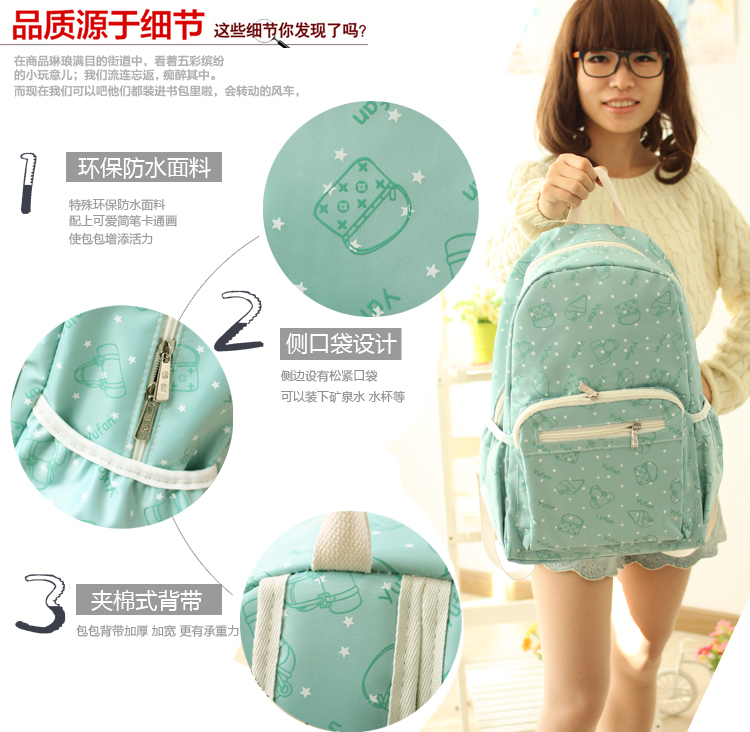 品质源于细节 这些细节你发现了吗?
在商品琳琅满目的街道中，看着五彩缤纷
的小玩意儿；我们流连忘返，痴醉其中。
而现在我们可以吧他们都装进书包里啦，会转动的风车，
1 环保防水面料
特殊环保防水面料
配上可爱简笔卡通画
使包包增添活力
Yufan
2 侧口袋设计
侧边设有松紧口袋
可以装下矿泉水 水杯等
Yufan
3 夹棉式背带
包包背带加厚 加宽 更有承重力
Yufan
Yufan
Yufan